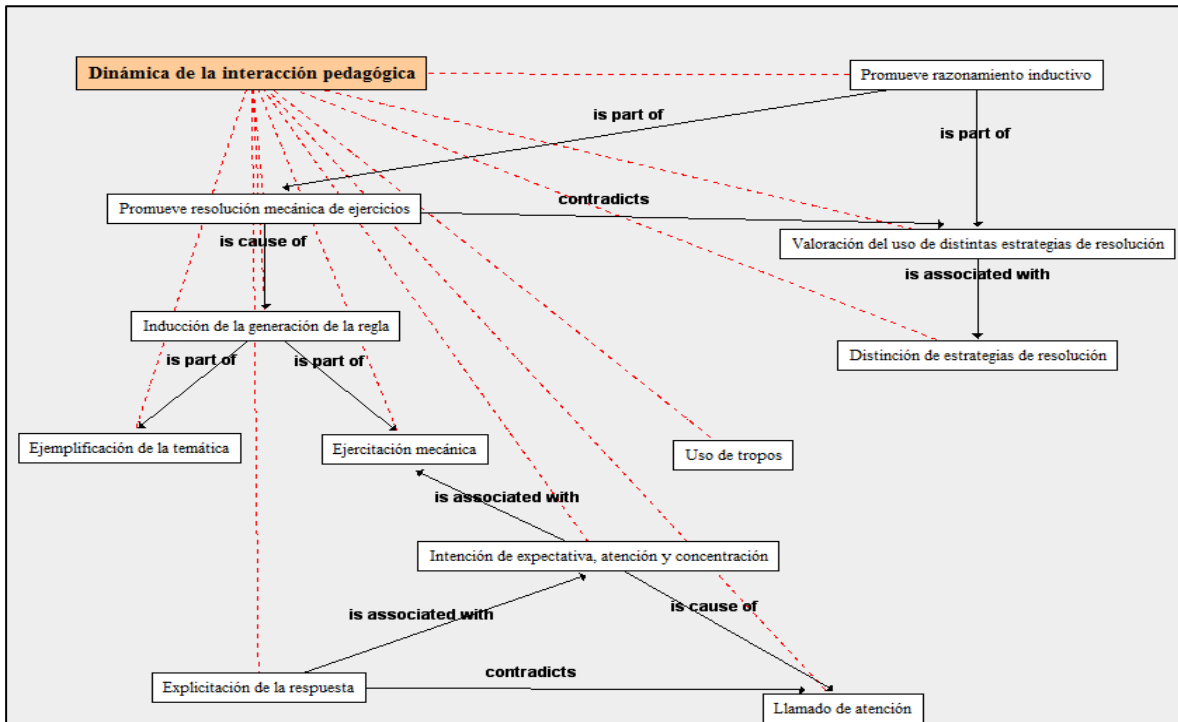 Dinámica de la interacción pedagógica
Promueve razonamiento inductivo
is part of
is part of
Promueve resolución mecánica de ejercicios
contradicts
is cause of
Valoración del uso de distintas estrategias de resolución
is associated with
Inducción de la generación de la regla
is part of
is part of
Distinción de estrategias de resolución
Ejemplificación de la temática
Ejercitación mecánica
Uso de tropos
is associated with
Intención de expectativa, atención y concentración
is associated with
is cause of
Explicitación de la respuesta
contradicts
Llamado de atención